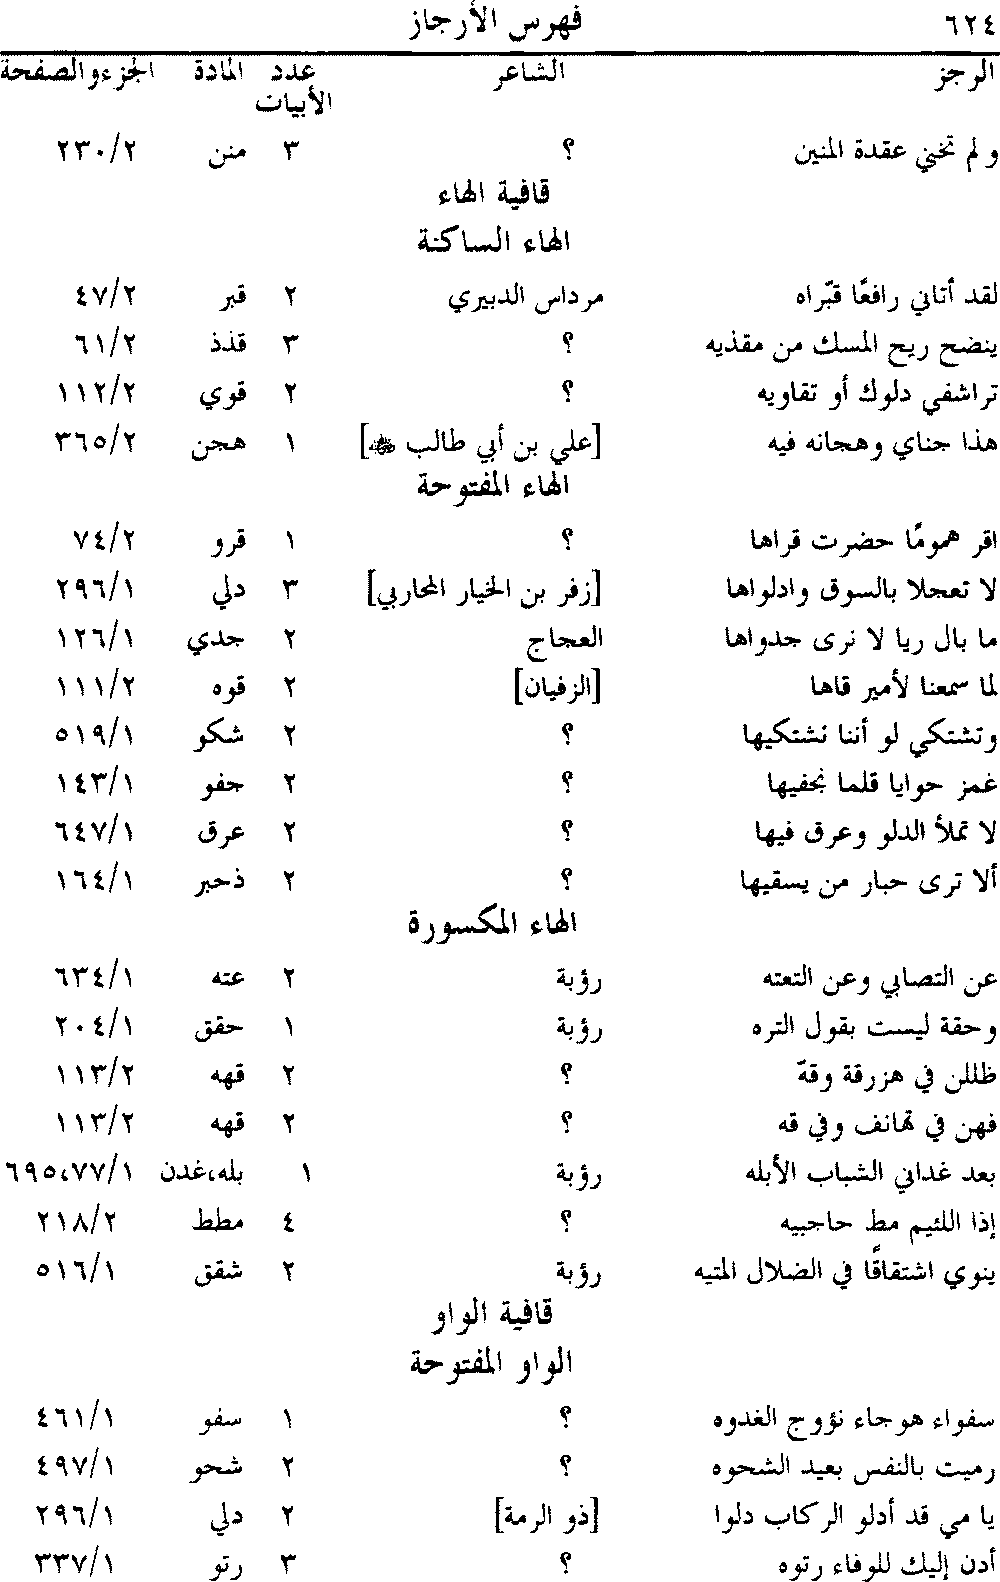 ٦٢٤ فهرس الأرجاز
الرجز الشاعر عدد المادة الجزء والصفحة
الأبيات
ولم تخني عقدة المنين ؟ ٣ منن ٢٣٠/٢
قافية الهاء
الهاء الساكنة
لقد أتاني رافعًا قبّراه مرداس الدبيري ٢ قبر ٤٧/٢
ينضح ريح المسك من مقذيه ؟ ٣ قذذ ٦١/٢
تراشفي دلوك أو تقاويه ؟ ٢ قوي ١١٢/٢
هذا جناي وهجانه فيه [علي بن أبي طالب ﷺ] ١ هجن ٣٦٥/٢
الهاء المفتوحة
اقر همومًا حضرت قراها ؟ ١ قرو ٧٤/٢
لا تعجلا بالسوق وادلواها [زفر بن الخيار المحاربي] ٣ دلي ٢٩٦/١
ما بال ريا لا نرى جدواها العجاج ٢ جدي ١٢٦/١
لما سمعنا لأمير قاها [الزفيان] ٢ قوه ١١١/٢
وتشتكي لو أننا نشتكيها ؟ ٢ شكو ٥١٩/١
غمز حوايا قلما نجفيها ؟ ٢ جفو ١٤٣/١
لا تملأ الدلو وعرق فيها ؟ ٢ عرق ٦٤٧/١
ألا ترى حبار من يسقيها ؟ ٢ ذحبر ١٦٤/١
الهاء المكسورة
عن التصابي وعن التعته رؤبة ٢ عته ٦٣٤/١
وحقة ليست بقول التره رؤبة ١ حقق ٢٠٤/١
ظللن في هزرقة وقهّ ؟ ٢ قهه ١١٣/٢
فهن في تهانف وفي قه ؟ ٢ قهه ١١٣/٢
بعد غداني الشباب الأبله رؤبة ١ بله،غدن ٦٩٥،٧٧/١
إذا اللئيم مط حاجبيه ؟ ٤ مطط ٢١٨/٢
ينوي اشتقاقًا في الضلال المتيه رؤبة ٢ شقق ٥١٦/١
قافية الواو
الواو المفتوحة
سفواء هوجاء نؤوج الغدوه ؟ ١ سفو ٤٦١/١
رميت بالنفس بعيد الشحوه ؟ ٢ شحو ٤٩٧/١
يا مي قد أدلو الركاب دلوا [ذو الرمة] ٢ دلي ٢٩٦/١
أدن إليك للوفاء رتوه ؟ ٣ رتو ٣٣٧/١